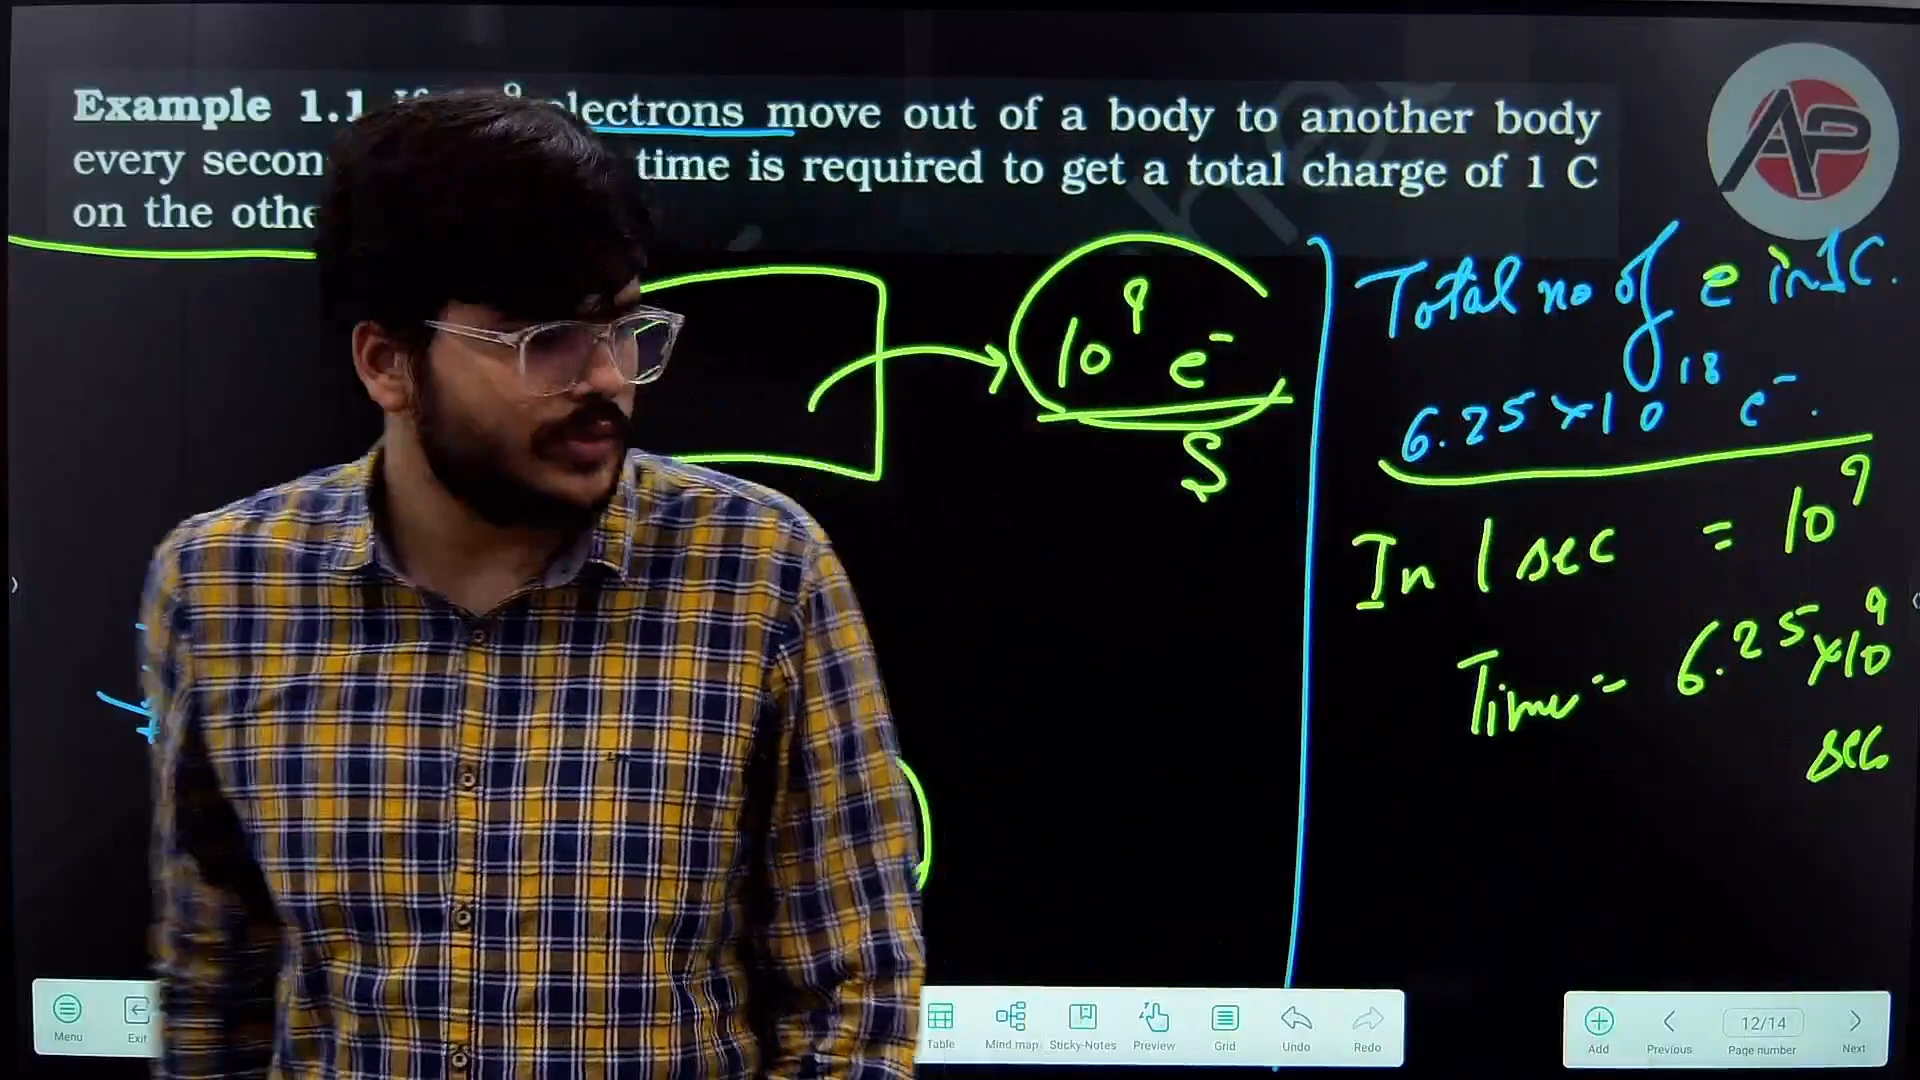 Example 1.1 If 9 electrons move out of a body to another body
every secon time is required to get a total charge of 1 C
on the othe
AP
10⁹ e⁻
S
Total no of e in 1C.
6.25 × 10¹⁸ e⁻.
In 1 sec = 10⁹
Time = 6.25 × 10⁹
sec
Menu Exit Table Mind map Sticky-Notes Preview Grid Undo Redo Add Previous 12/14 Page number Next